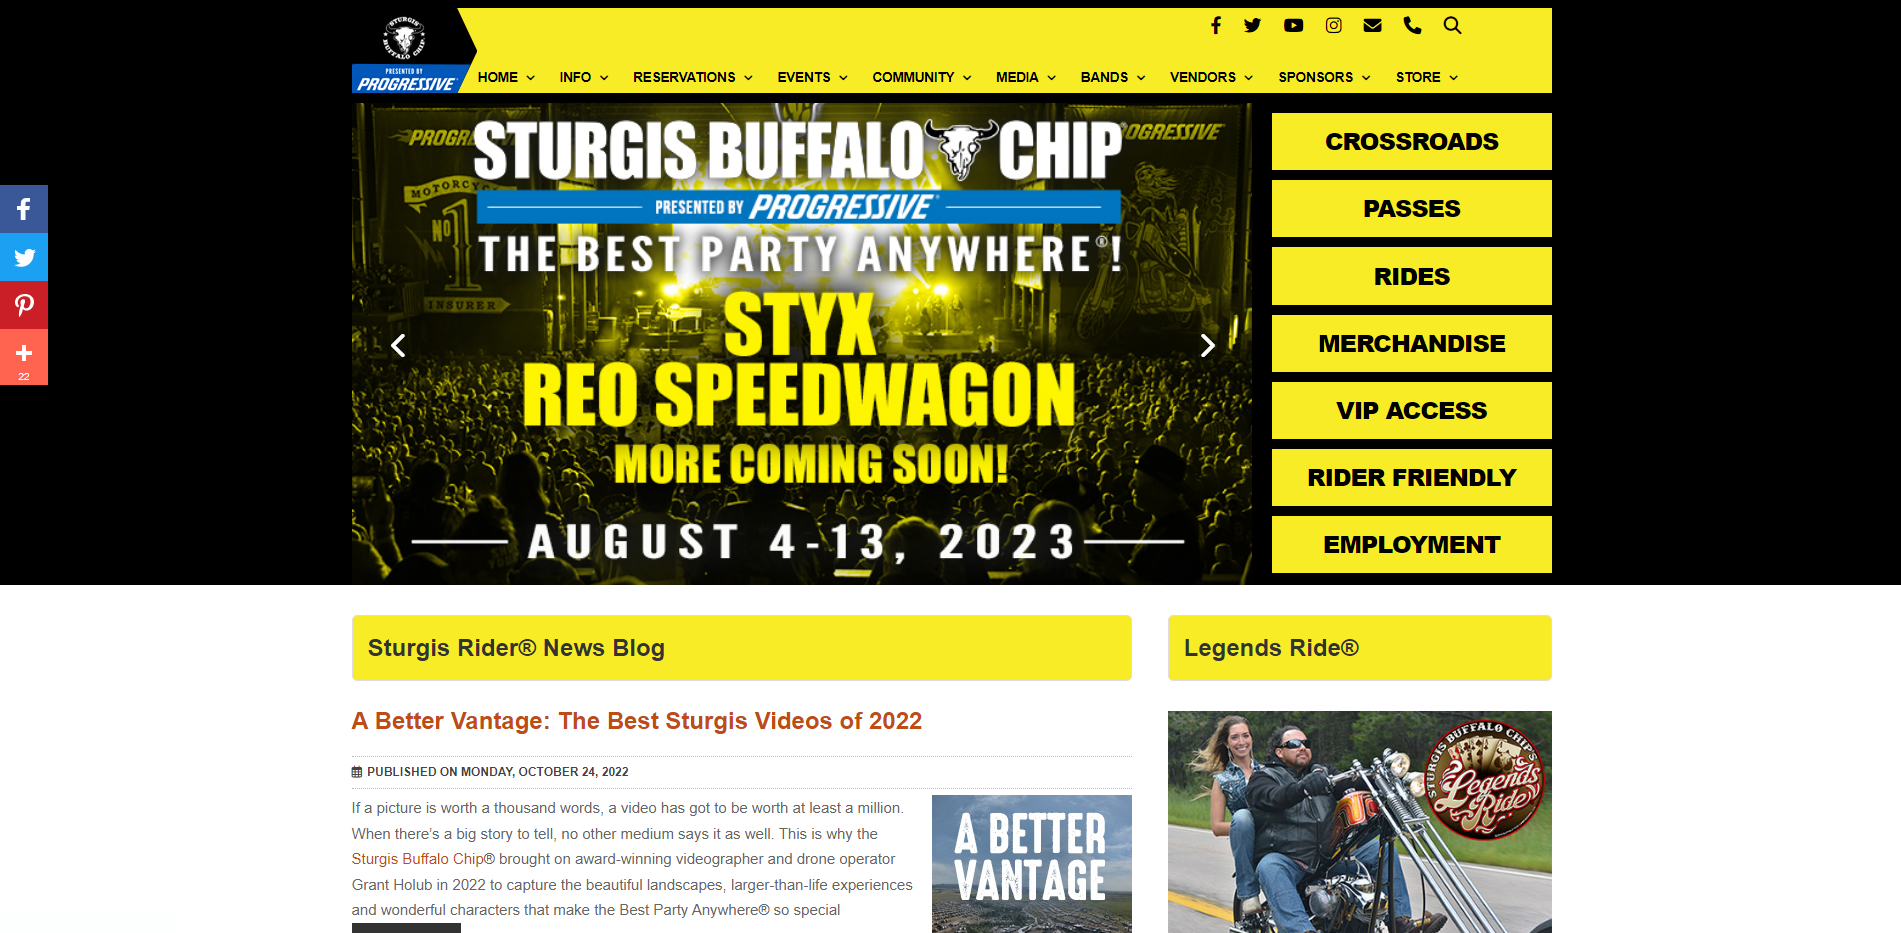 STURGIS
BUFFALO CHIP
PRESENTED BY
PROGRESSIVE
HOME
INFO
RESERVATIONS
EVENTS
COMMUNITY
MEDIA
BANDS
VENDORS
SPONSORS
STORE
STURGIS BUFFALO CHIP®
PRESENTED BY PROGRESSIVE
THE BEST PARTY ANYWHERE®!
MOTORCYC
NO 1
INSURER
STYX
REO SPEEDWAGON
MORE COMING SOON!
AUGUST 4-13, 2023
CROSSROADS
PASSES
RIDES
MERCHANDISE
VIP ACCESS
RIDER FRIENDLY
EMPLOYMENT
22
Sturgis Rider® News Blog
A Better Vantage: The Best Sturgis Videos of 2022
PUBLISHED ON MONDAY, OCTOBER 24, 2022
If a picture is worth a thousand words, a video has got to be worth at least a million.
When there's a big story to tell, no other medium says it as well. This is why the
Sturgis Buffalo Chip® brought on award-winning videographer and drone operator
Grant Holub in 2022 to capture the beautiful landscapes, larger-than-life experiences
and wonderful characters that make the Best Party Anywhere® so special
A BETTER
VANTAGE
Legends Ride®
STURGIS BUFFALO CHIP'S
Legends
Ride